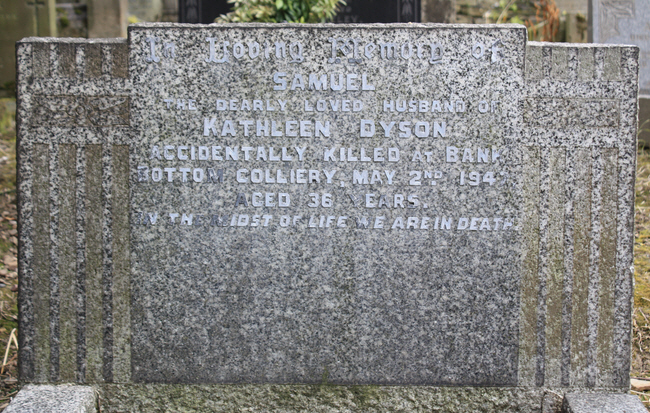 In Loving Memory of
SAMUEL
THE DEARLY LOVED HUSBAND OF
KATHLEEN DYSON
ACCIDENTALLY KILLED AT BANK
BOTTOM COLLIERY, MAY 2ND
AGED 36 YEARS.
IN THE MIDST OF LIFE WE ARE IN DEATH.